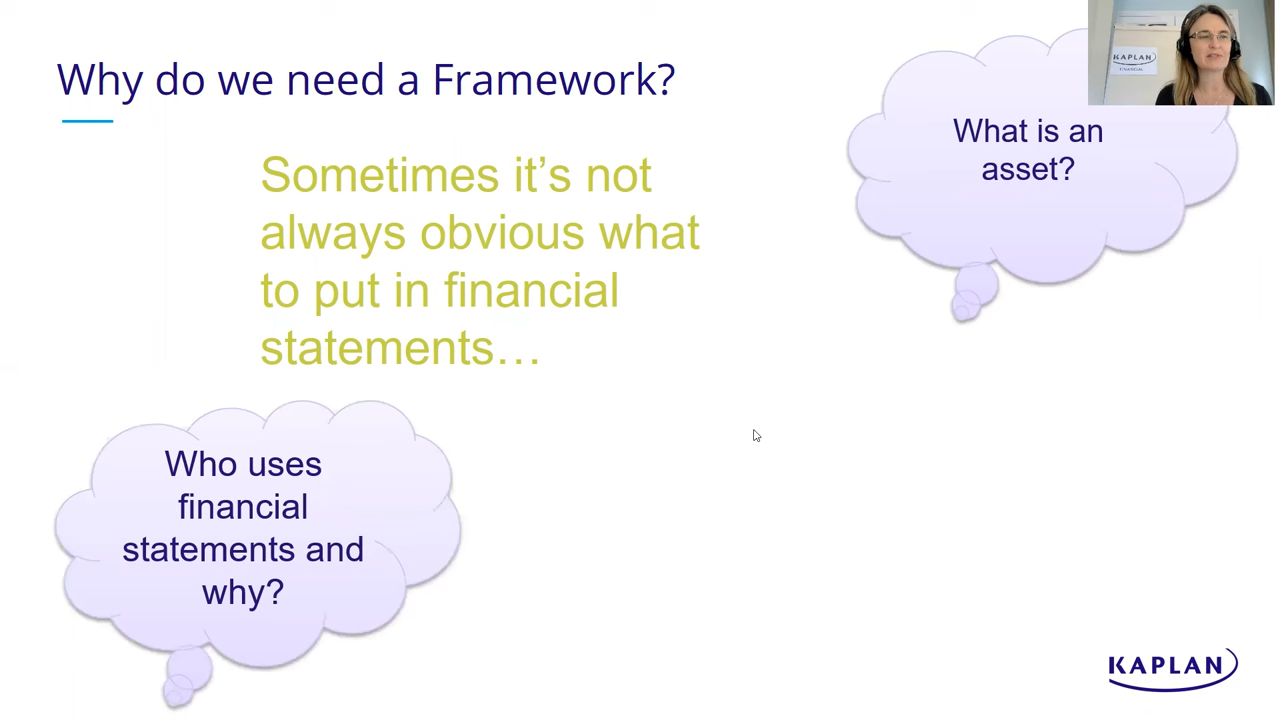 Why do we need a Framework?
KAPLAN
FINANCIAL
What is an
asset?
Sometimes it’s not
always obvious what
to put in financial
statements…
Who uses
financial
statements and
why?
KAPLAN